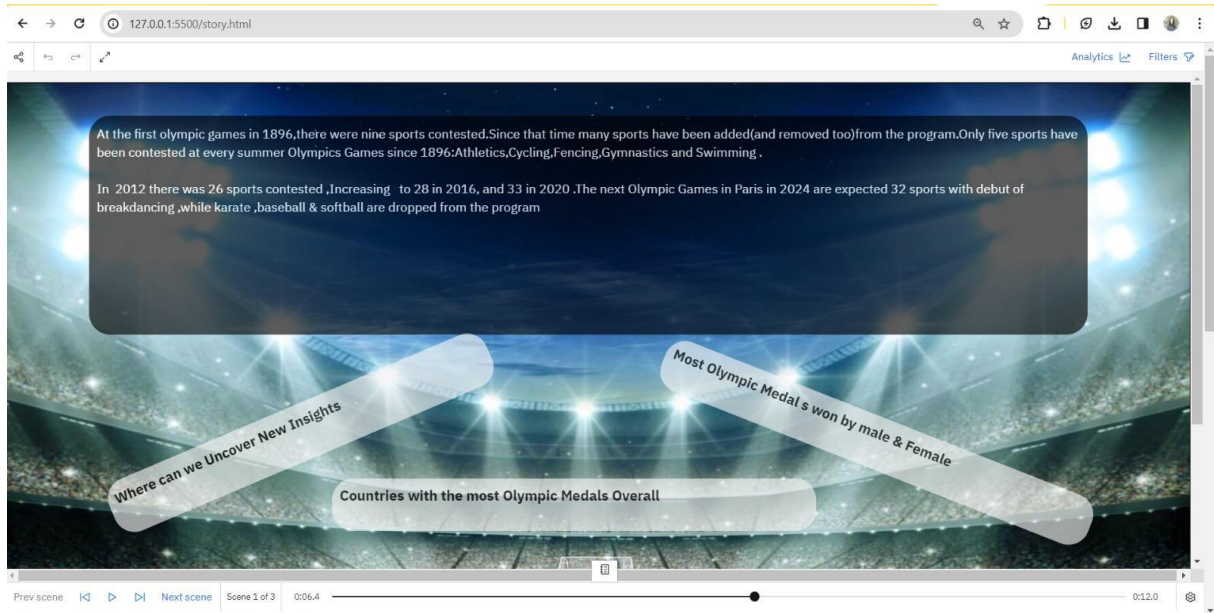 127.0.0.1:5500/story.html
Analytics
Filters
At the first olympic games in 1896,there were nine sports contested.Since that time many sports have been added(and removed too)from the program.Only five sports have
been contested at every summer Olympics Games since 1896:Athletics,Cycling,Fencing,Gymnastics and Swimming .
In 2012 there was 26 sports contested ,Increasing to 28 in 2016, and 33 in 2020 .The next Olympic Games in Paris in 2024 are expected 32 sports with debut of
breakdancing ,while karate ,baseball & softball are dropped from the program
Where can we Uncover New Insights
Most Olympic Medal s won by male & Female
Countries with the most Olympic Medals Overall
Prev scene
Next scene
Scene 1 of 3
0:06.4
0:12.0